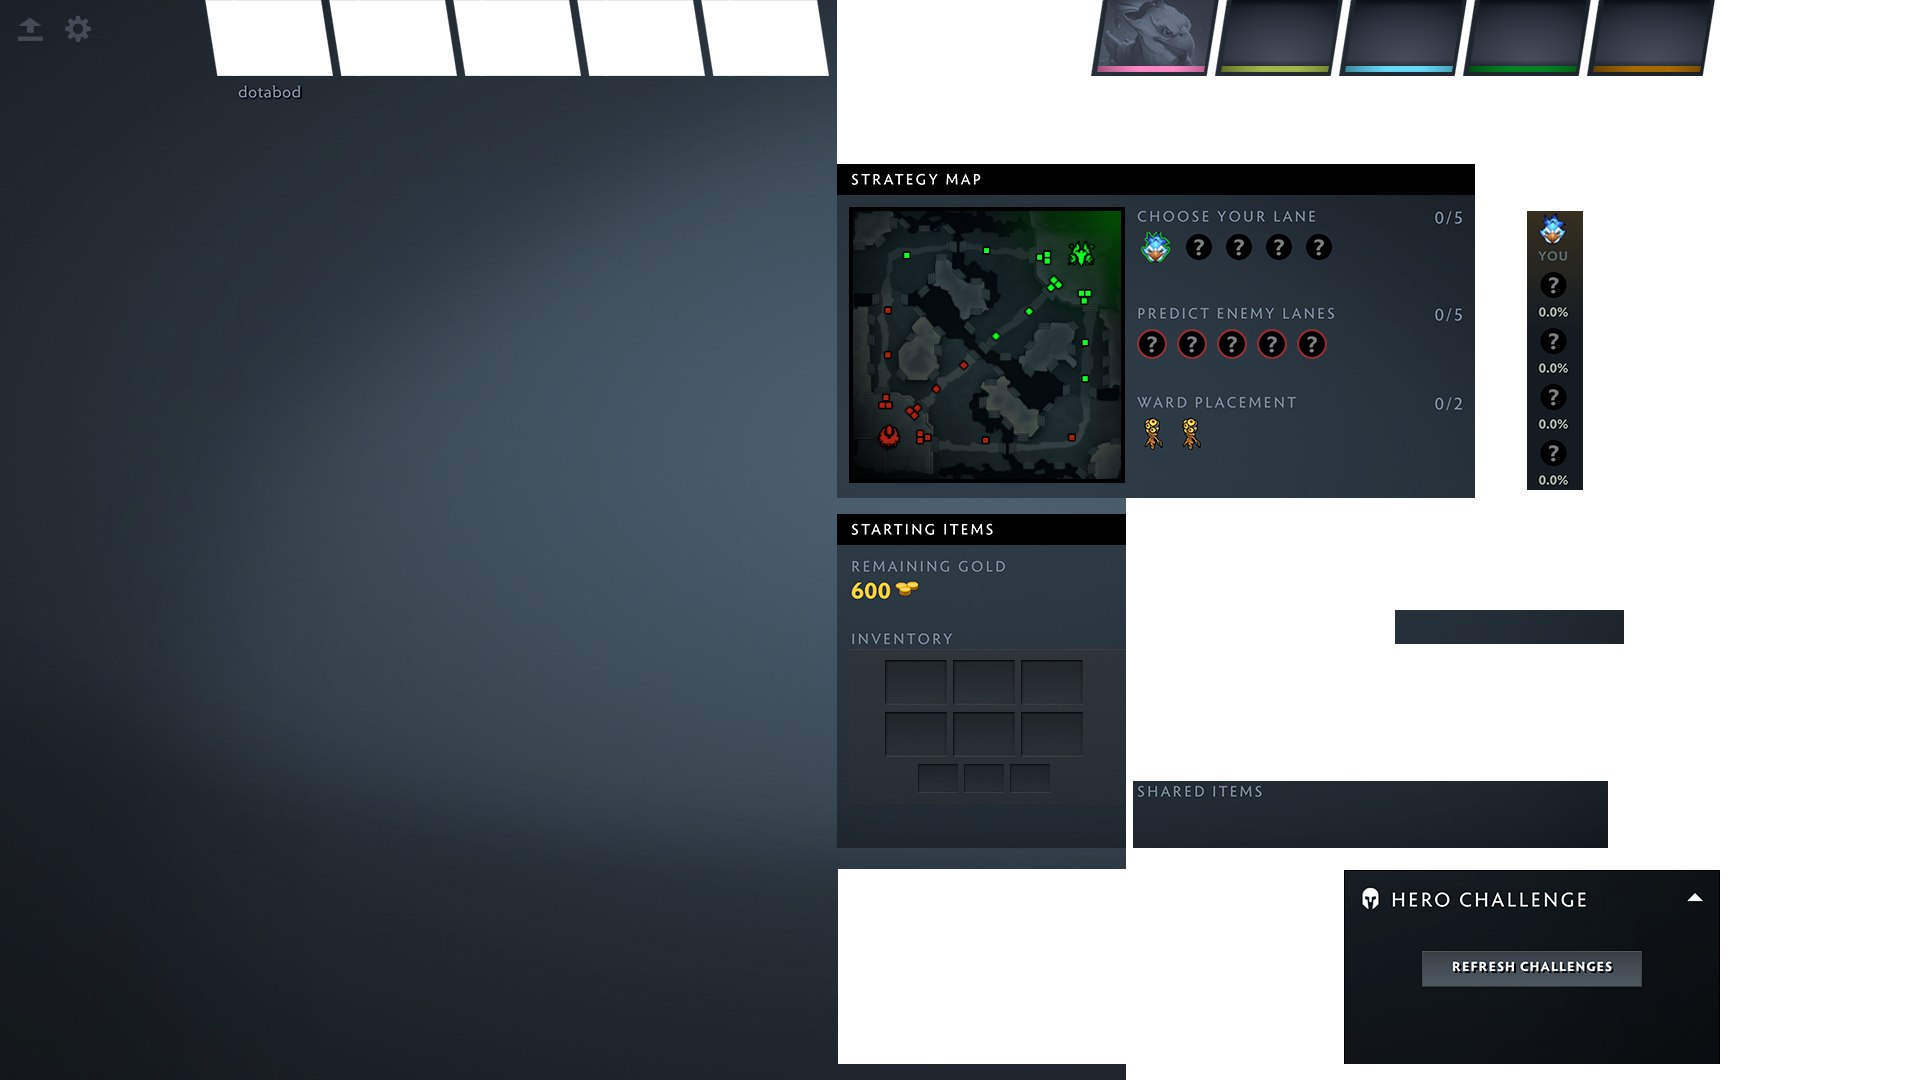 dotabod
STRATEGY MAP
CHOOSE YOUR LANE 0/5
? ? ? ?
PREDICT ENEMY LANES 0/5
? ? ? ? ?
WARD PLACEMENT 0/2
YOU
?
0.0%
?
0.0%
?
0.0%
?
0.0%
STARTING ITEMS
REMAINING GOLD
600
INVENTORY
SHARED ITEMS
HERO CHALLENGE
REFRESH CHALLENGES